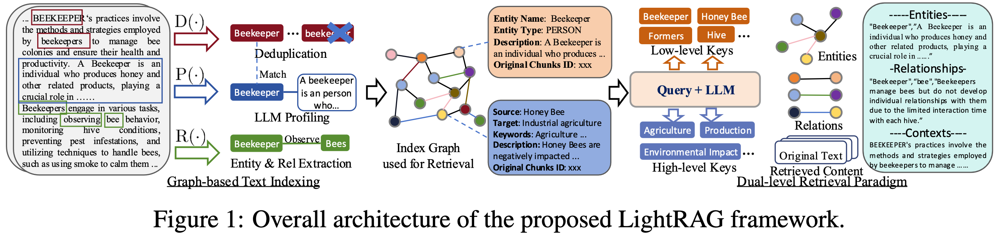 ... BEEKEEPER‘s practices involve
the methods and strategies employed
by beekeepers to manage bee
colonies and ensure their health and
productivity. A Beekeeper is an
individual who produces honey and
other related products, playing a
crucial role in ……
Beekeepers engage in various tasks,
including observing bee behavior,
monitoring hive conditions,
preventing pest infestations, and
utilizing techniques to handle bees,
such as using smoke to calm them ...
D(·)
Beekeeper ... beekeeper
Deduplication
Match
P(·)
Beekeeper
A beekeeper
is an person
who...
LLM Profiling
R(·)
Beekeeper Observe Bees
Entity & Rel Extraction
Graph-based Text Indexing
Index Graph
used for Retrieval
Entity Name: Beekeeper
Entity Type: PERSON
Description: A Beekeeper is
an individual who produces ...
Original Chunks ID: xxx
Source: Honey Bee
Target: Industrial agriculture
Keywords: Agriculture ...
Description: Honey Bees are
negatively impacted ...
Original Chunks ID: xxx
Beekeeper Honey Bee
Formers Hive ...
Low-level Keys
Query + LLM
Agriculture Production
Environmental Impact ...
High-level Keys
Entities
Relations
Original Text
Retrieved Content
Dual-level Retrieval Paradigm
-----Entities-----
"Beekeeper",”A Beekeeper is an
individual who produces honey and
other related products, playing a
crucial role in ......”
-Relationships-
"Beekeeper",“bee","Beekeepers
manage bees but do not develop
individual relationships with them
due to the limited interaction time
with each hive.”
----Contexts----
BEEKEEPER's practices involve the
methods and strategies employed
by beekeepers to manage ......
Figure 1: Overall architecture of the proposed LightRAG framework.